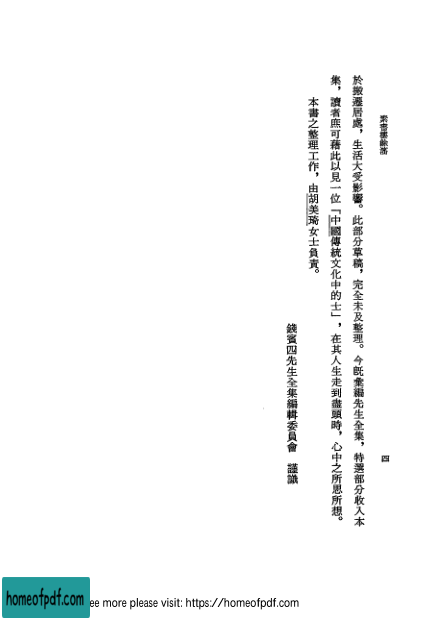 素書樓餘瀋
四
於搬遷居處，生活大受影響。此部分草稿，完全未及整理。今既彙編先生全集，特選部分收入本
集，讀者庶可藉此以見一位「中國傳統文化中的士」，在其人生走到盡頭時，心中之所思所想。
本書之整理工作，由胡美琦女士負責。
錢賓四先生全集編輯委員會　謹識
homeofpdf.com
ee more please visit: https://homeofpdf.com